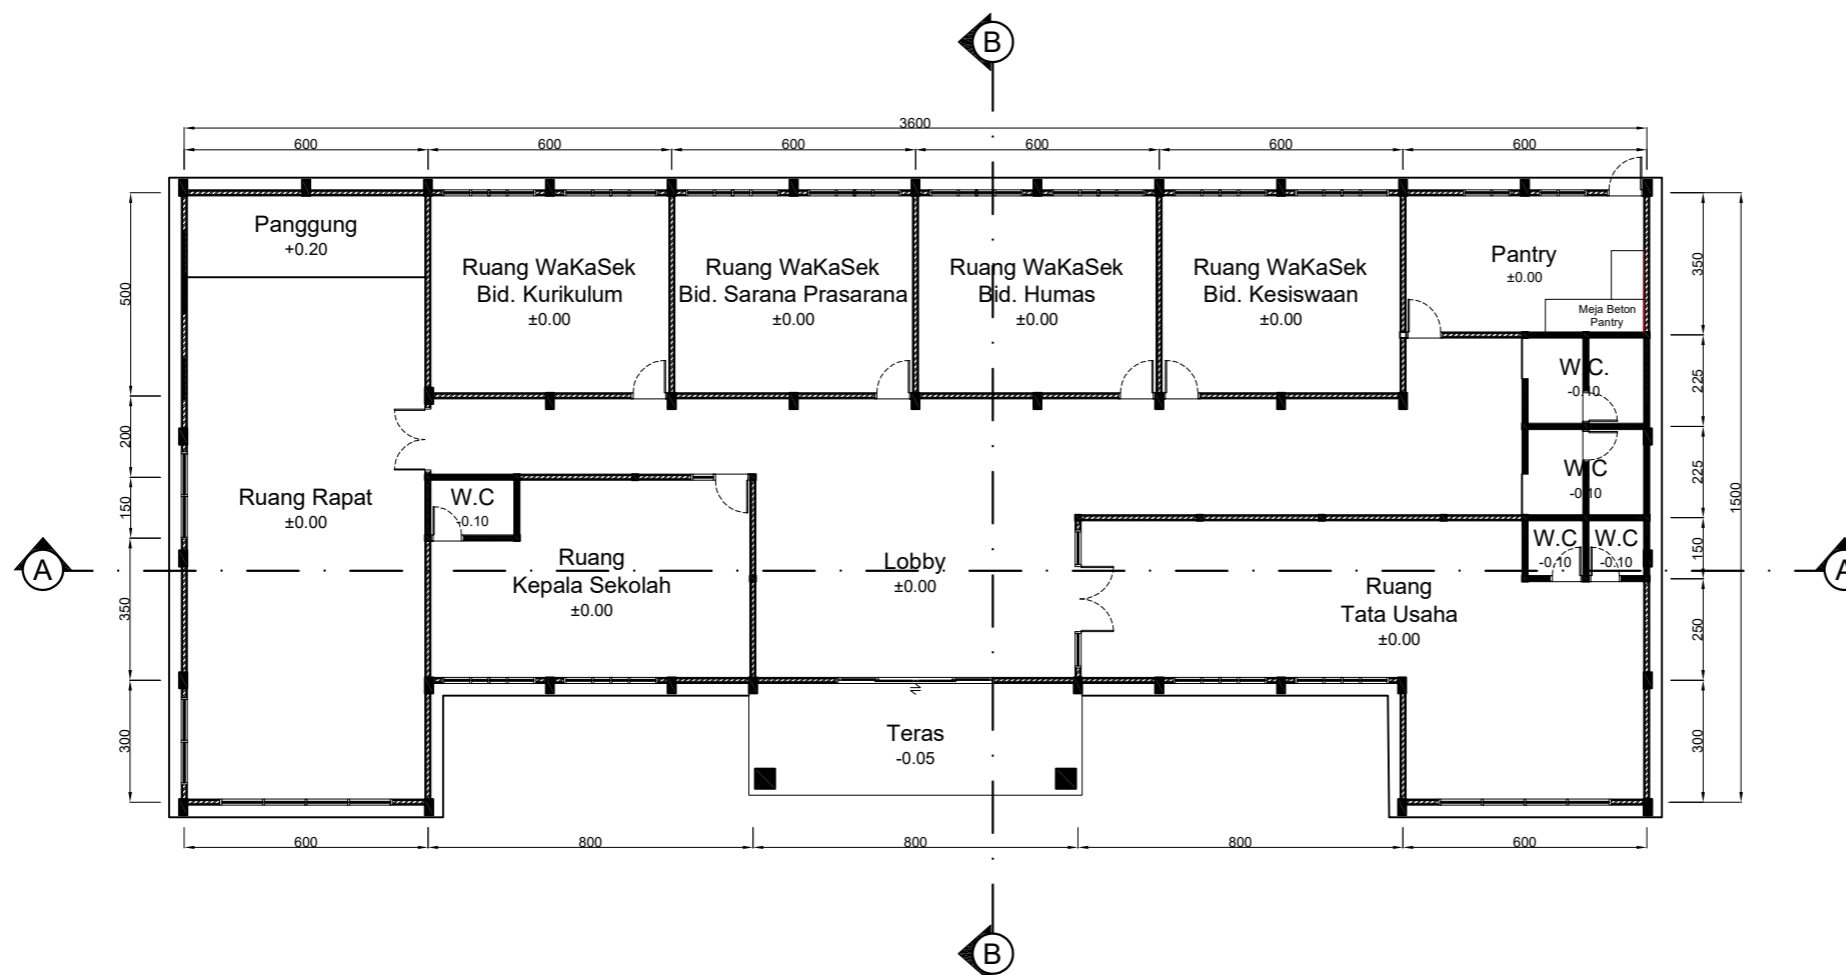 B
3600
600
600
600
600
600
600
Panggung
+0.20
Ruang WaKaSek
Bid. Kurikulum
±0.00
Ruang WaKaSek
Bid. Sarana Prasarana
±0.00
Ruang WaKaSek
Bid. Humas
±0.00
Ruang WaKaSek
Bid. Kesiswaan
±0.00
Pantry
±0.00
Meja Beton
Pantry
500
200
150
350
300
350
225
225
150
250
300
1500
W.C.
-0.10
W.C
-0.10
W.C
-0.10
W.C
-0.10
W.C
-0.10
Ruang Rapat
±0.00
Ruang
Kepala Sekolah
±0.00
Lobby
±0.00
Ruang
Tata Usaha
±0.00
A
A
Teras
-0.05
600
800
800
800
600
B